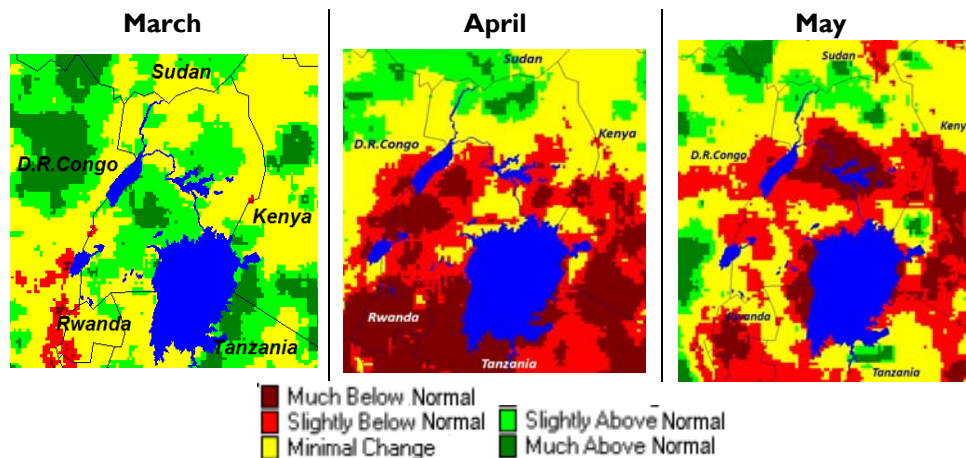 March
April
May
Sudan
D.R.Congo
Kenya
Rwanda
Tanzania
Sudan
D.R.Congo
Kenya
Rwanda
Tanzania
Sudan
D.R.Congo
Keny
Rwanda
Tanzania
Much Below Normal
Slightly Below Normal
Minimal Change
Slightly Above Normal
Much Above Normal